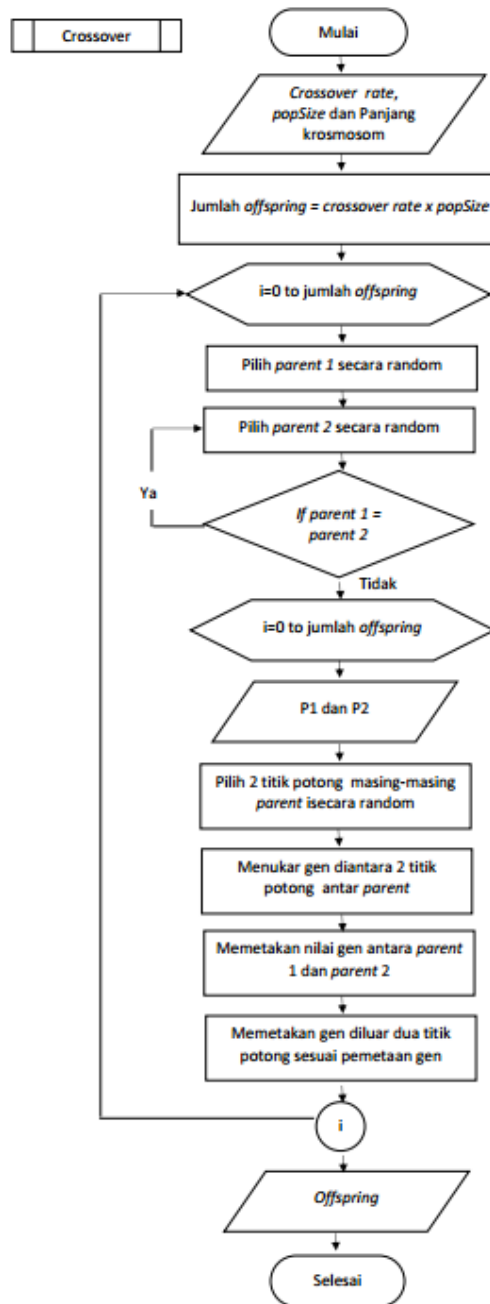 Crossover
Mulai
Crossover rate,
popSize dan Panjang
krosmosom
Jumlah offspring = crossover rate x popSize
i=0 to jumlah offspring
Pilih parent 1 secara random
Pilih parent 2 secara random
Ya
If parent 1 =
parent 2
Tidak
i=0 to jumlah offspring
P1 dan P2
Pilih 2 titik potong masing-masing
parent isecara random
Menukar gen diantara 2 titik
potong antar parent
Memetakan nilai gen antara parent
1 dan parent 2
Memetakan gen diluar dua titik
potong sesuai pemetaan gen
i
Offspring
Selesai